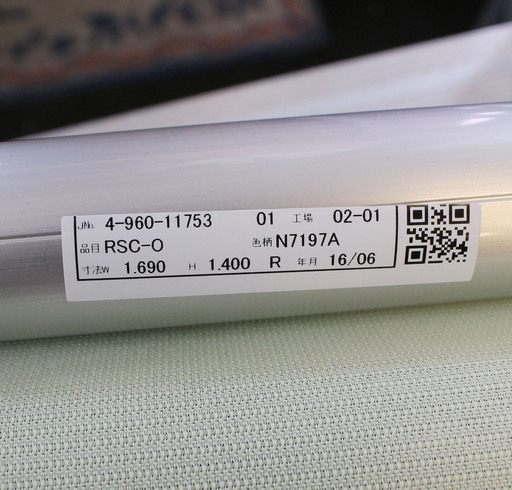 JNo. 4-960-11753 01 工場 02-01
品目 RSC-O 色柄 N7197A
寸法W 1.690 H 1.400 R 年月 16/06